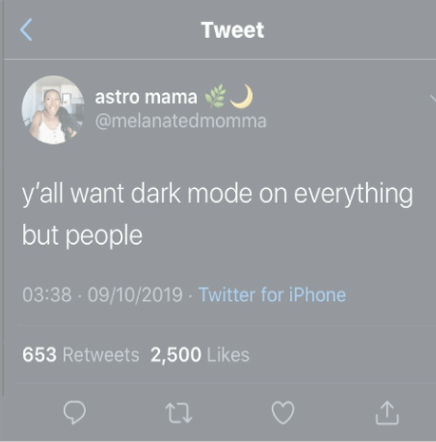 Tweet
astro mama 🌿🌙
@melanatedmomma
y'all want dark mode on everything
but people
03:38 · 09/10/2019 · Twitter for iPhone
653 Retweets 2,500 Likes